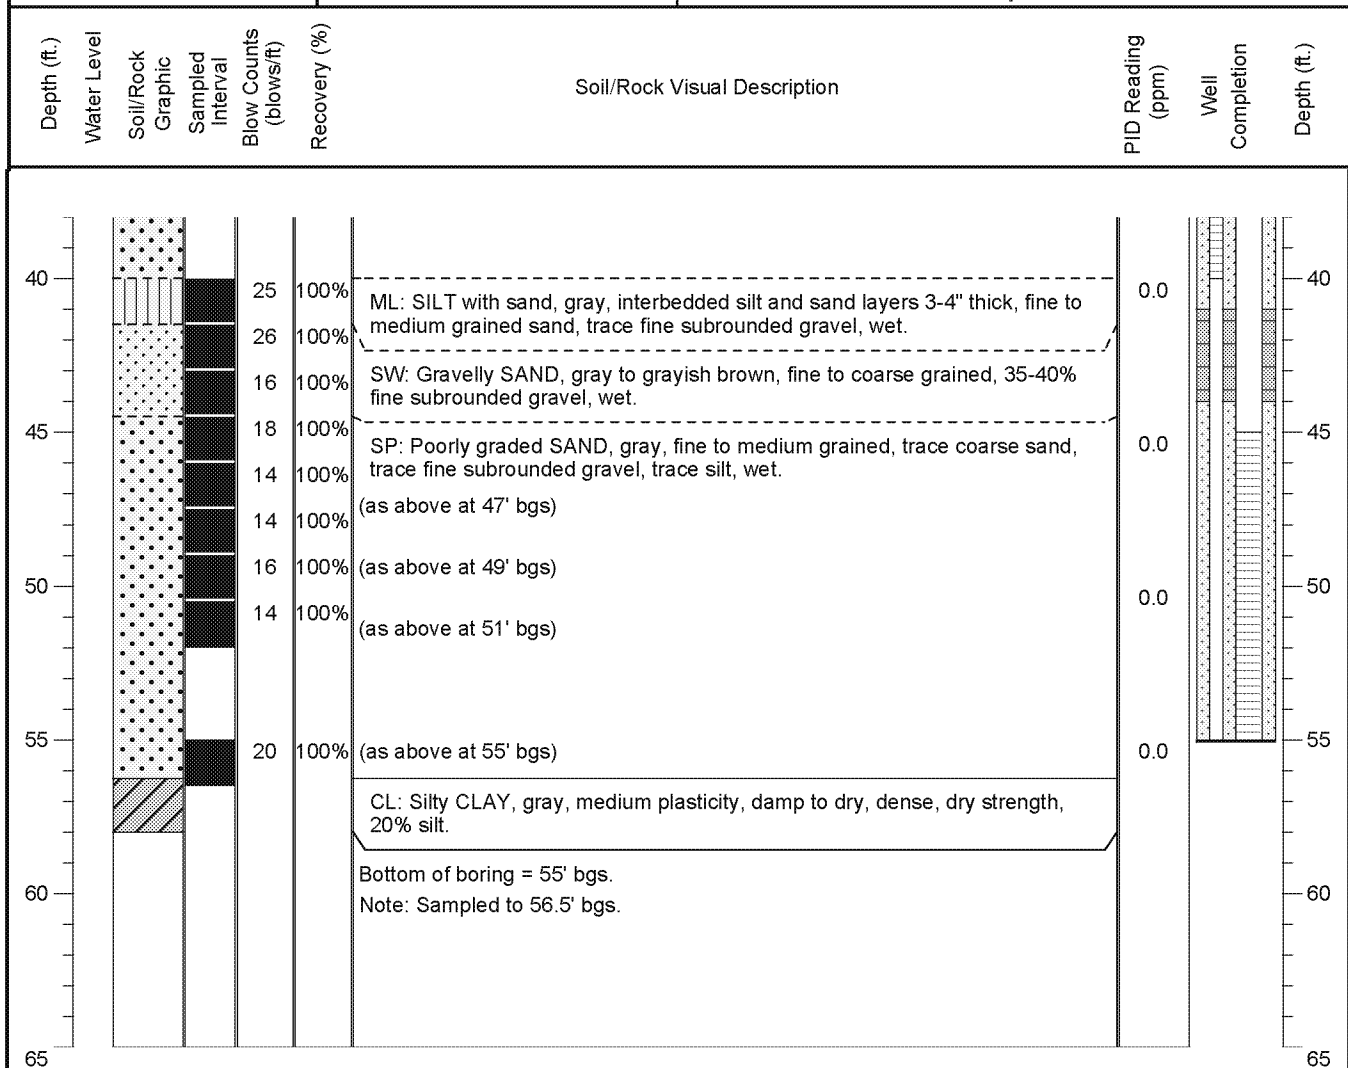 Depth (ft.)
Water Level
Soil/Rock
Graphic
Sampled
Interval
Blow Counts
(blows/ft)
Recovery (%)
Soil/Rock Visual Description
PID Reading
(ppm)
Well
Completion
Depth (ft.)
40
25 100%
ML: SILT with sand, gray, interbedded silt and sand layers 3-4" thick, fine to
medium grained sand, trace fine subrounded gravel, wet.
0.0
40
26 100%
SW: Gravelly SAND, gray to grayish brown, fine to coarse grained, 35-40%
fine subrounded gravel, wet.
16 100%
45
18 100%
SP: Poorly graded SAND, gray, fine to medium grained, trace coarse sand,
trace fine subrounded gravel, trace silt, wet.
0.0
45
14 100%
(as above at 47' bgs)
14 100%
16 100% (as above at 49' bgs)
50
0.0
50
14 100%
(as above at 51' bgs)
55
20 100% (as above at 55' bgs)
0.0
55
CL: Silty CLAY, gray, medium plasticity, damp to dry, dense, dry strength,
20% silt.
Bottom of boring = 55' bgs.
60
60
Note: Sampled to 56.5' bgs.
65
65